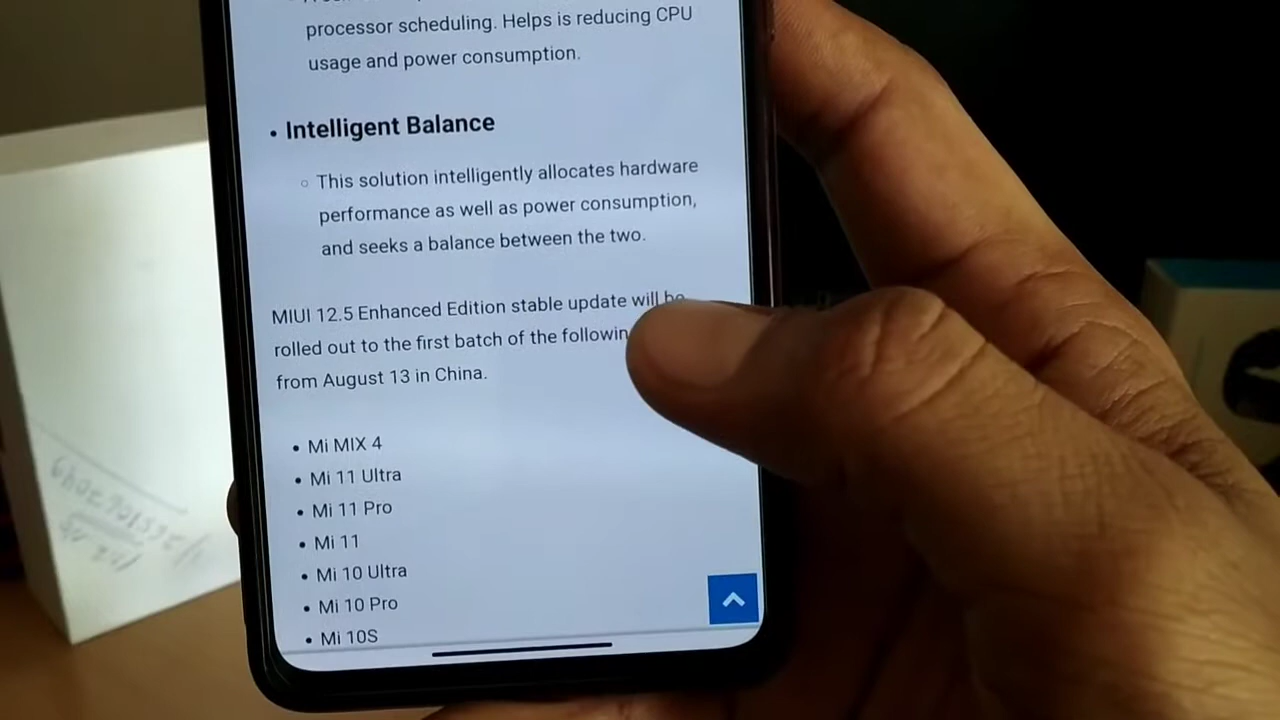 processor scheduling. Helps is reducing CPU
usage and power consumption.
• Intelligent Balance
○ This solution intelligently allocates hardware
performance as well as power consumption,
and seeks a balance between the two.
MIUI 12.5 Enhanced Edition stable update will be
rolled out to the first batch of the followin
from August 13 in China.
• Mi MIX 4
• Mi 11 Ultra
• Mi 11 Pro
• Mi 11
• Mi 10 Ultra
• Mi 10 Pro
• Mi 10S